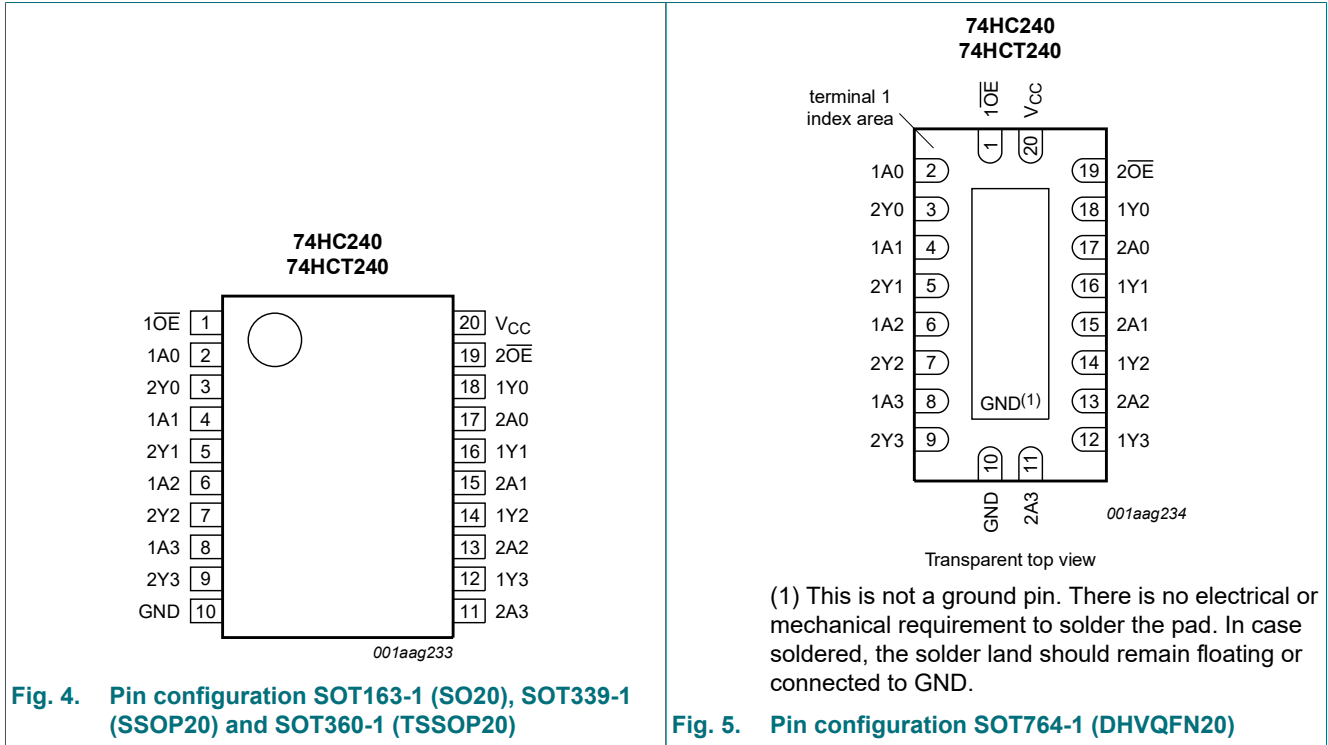 74HC240
74HCT240
1O̅E̅ 1
1A0 2
2Y0 3
1A1 4
2Y1 5
1A2 6
2Y2 7
1A3 8
2Y3 9
GND 10
20 VCC
19 2O̅E̅
18 1Y0
17 2A0
16 1Y1
15 2A1
14 1Y2
13 2A2
12 1Y3
11 2A3
001aag233
Fig. 4. Pin configuration SOT163-1 (SO20), SOT339-1
(SSOP20) and SOT360-1 (TSSOP20)
74HC240
74HCT240
terminal 1
index area
1O̅E̅
VCC
1
20
1A0 2
2Y0 3
1A1 4
2Y1 5
1A2 6
2Y2 7
1A3 8
2Y3 9
19 2O̅E̅
18 1Y0
17 2A0
16 1Y1
15 2A1
14 1Y2
13 2A2
12 1Y3
GND(1)
10
11
GND
2A3
001aag234
Transparent top view
(1) This is not a ground pin. There is no electrical or
mechanical requirement to solder the pad. In case
soldered, the solder land should remain floating or
connected to GND.
Fig. 5. Pin configuration SOT764-1 (DHVQFN20)